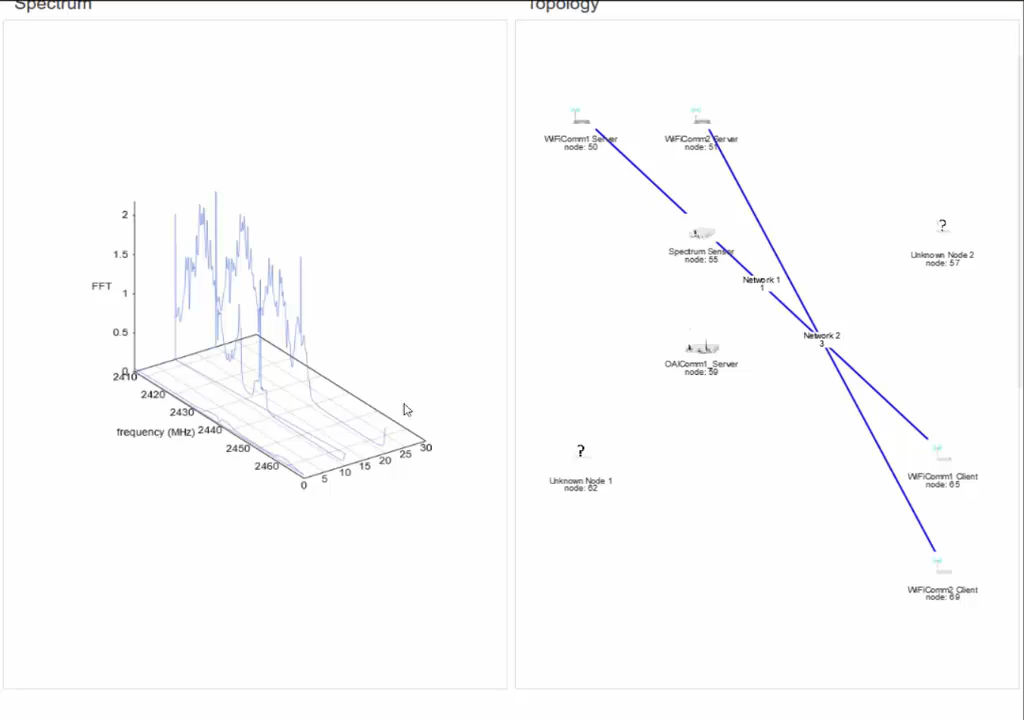 Spectrum
2
1.5
FFT
1
0.5
0
2410
2420
2430
frequency (MHz)
2440
2450
2460
0
5
10
15
20
25
30
Topology
WiFiComm1 Server
node: 50
WiFiComm2 Server
node: 51
?
Unknown Node 2
node: 57
Spectrum Sensor
node: 55
Network 1
1
Network 2
3
OAIComm1_Server
node: 59
?
Unknown Node 1
node: 62
WiFiComm1 Client
node: 65
WiFiComm2 Client
node: 69